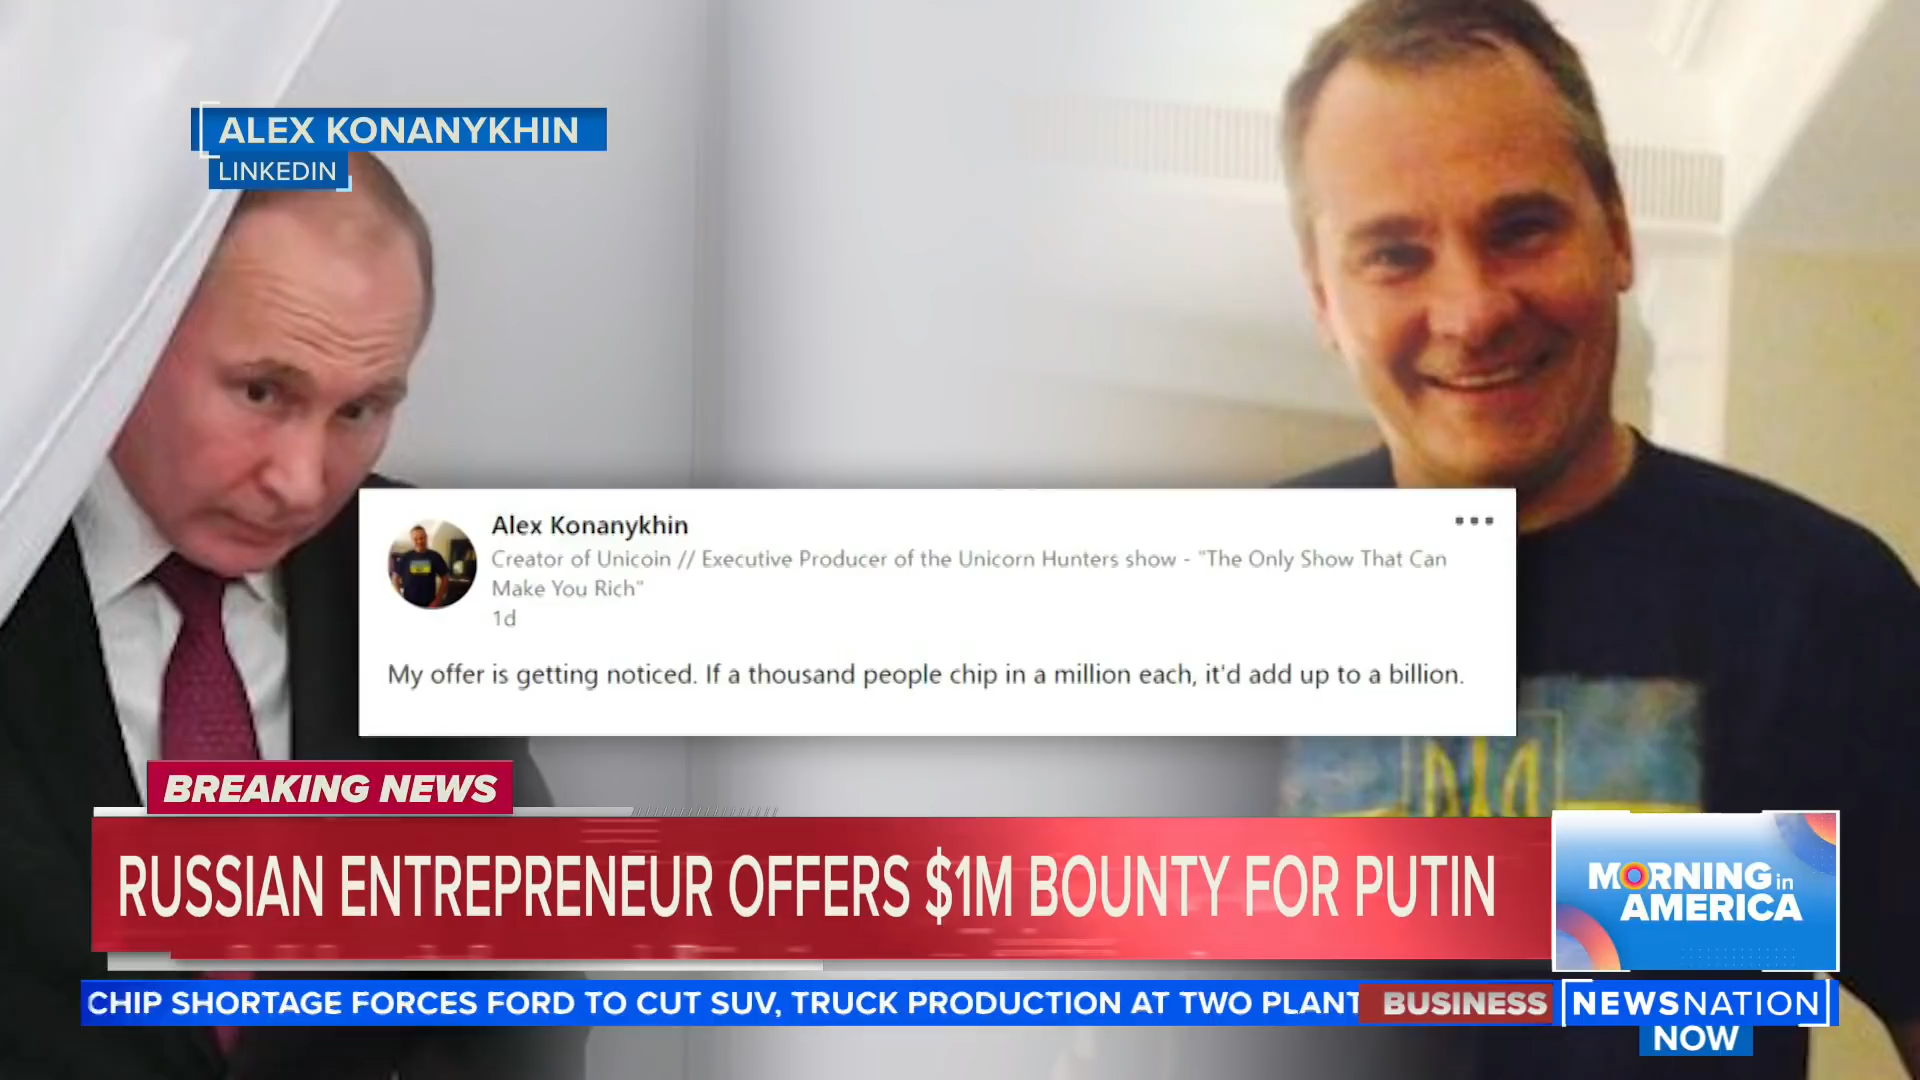 ALEX KONANYKHIN
LINKEDIN
Alex Konanykhin
Creator of Unicoin // Executive Producer of the Unicorn Hunters show - "The Only Show That Can
Make You Rich"
1d
My offer is getting noticed. If a thousand people chip in a million each, it'd add up to a billion.
BREAKING NEWS
RUSSIAN ENTREPRENEUR OFFERS $1M BOUNTY FOR PUTIN
MORNING in
AMERICA
CHIP SHORTAGE FORCES FORD TO CUT SUV, TRUCK PRODUCTION AT TWO PLANT
BUSINESS
NEWSNATION
NOW